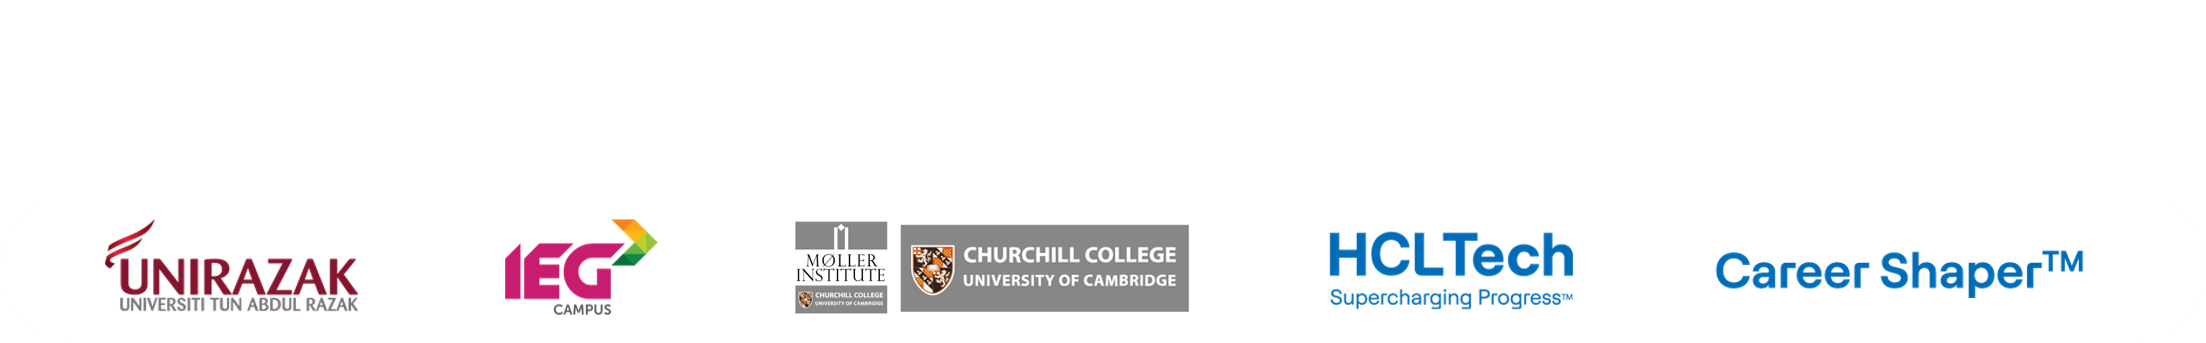 UNIRAZAK
UNIVERSITI TUN ABDUL RAZAK
IEG
CAMPUS
MØLLER
INSTITUTE
CHURCHILL COLLEGE
UNIVERSITY OF CAMBRIDGE
CHURCHILL COLLEGE
UNIVERSITY OF CAMBRIDGE
HCLTech
Supercharging Progress™
Career Shaper™